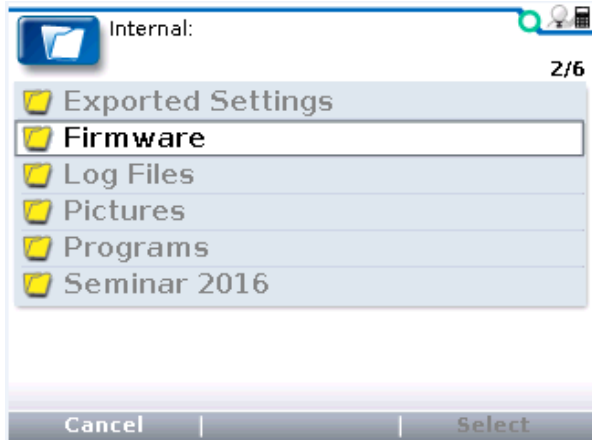 Internal:
2/6
Exported Settings
Firmware
Log Files
Pictures
Programs
Seminar 2016
Cancel | | Select